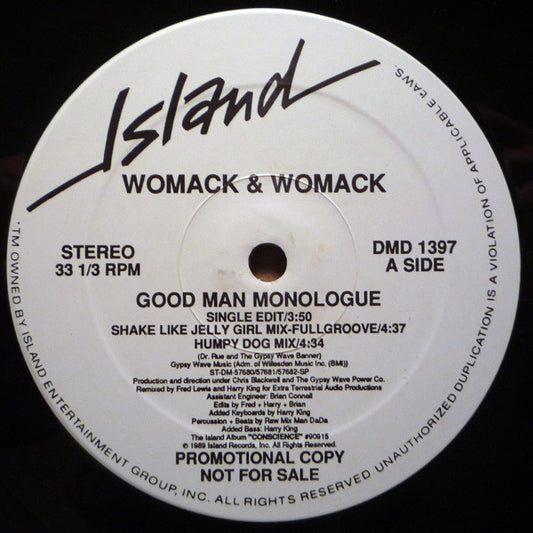 Island
WOMACK & WOMACK
STEREO
33 1/3 RPM
DMD 1397
A SIDE
GOOD MAN MONOLOGUE
SINGLE EDIT/3:50
SHAKE LIKE JELLY GIRL MIX-FULLGROOVE/4:37
HUMPY DOG MIX/4:34
(Dr. Rue and The Gypsy Wave Banner)
Gypsy Wave Music (Adm. of Willesden Music Inc. (BMI))
ST-DM-57680/57681/57682-SP
Production and direction under Chris Blackwell and The Gypsy Wave Power Co.
Remixed by Fred Lewis and Harry King for Extra Terrestrial Audio Productions
Assistant Engineer: Brian Connell
Edits by Fred + Harry + Brian
Added Keyboards by Harry King
Percussion + Beats by Raw Mix Man DaDa
Added Bass: Harry King
The Island Album "CONSCIENCE" #90915
© 1989 Island Records, Inc. All Rights Reserved.
PROMOTIONAL COPY
NOT FOR SALE
*TM OWNED BY ISLAND ENTERTAINMENT GROUP, INC. ALL RIGHTS RESERVED. UNAUTHORIZED DUPLICATION IS A VIOLATION OF APPLICABLE LAWS.